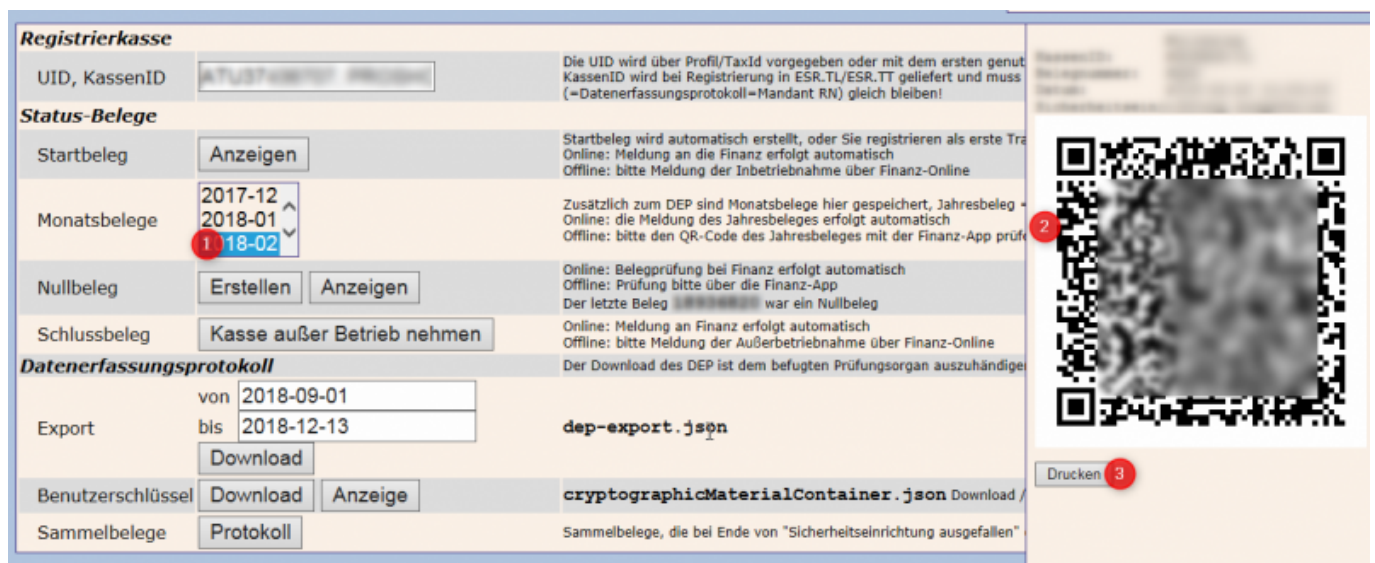 Registrierkasse
UID, KassenID
Die UID wird über Profil/TaxId vorgegeben oder mit dem ersten genut
KassenID wird bei Registrierung in ESR.TL/ESR.TT geliefert und muss
(=Datenerfassungsprotokoll=Mandant RN) gleich bleiben!
Status-Belege
Startbeleg
Anzeigen
Startbeleg wird automatisch erstellt, oder Sie registrieren als erste Tra
Online: Meldung an die Finanz erfolgt automatisch
Offline: bitte Meldung der Inbetriebnahme über Finanz-Online
Monatsbelege
2017-12
2018-01
1 18-02
Zusätzlich zum DEP sind Monatsbelege hier gespeichert, Jahresbeleg
Online: die Meldung des Jahresbeleges erfolgt automatisch
Offline: bitte den QR-Code des Jahresbeleges mit der Finanz-App prüfe
Nullbeleg
Erstellen Anzeigen
Online: Belegprüfung bei Finanz erfolgt automatisch
Offline: Prüfung bitte über die Finanz-App
Der letzte Beleg war ein Nullbeleg
Schlussbeleg
Kasse außer Betrieb nehmen
Online: Meldung an Finanz erfolgt automatisch
Offline: bitte Meldung der Außerbetriebnahme über Finanz-Online
Datenerfassungsprotokoll
Der Download des DEP ist dem befugten Prüfungsorgan auszuhändige
Export
von 2018-09-01
bis 2018-12-13
Download
dep-export.json
Benutzerschlüssel
Download Anzeige
cryptographicMaterialContainer.json Download /
Sammelbelege
Protokoll
Sammelbelege, die bei Ende von "Sicherheitseinrichtung ausgefallen"
2
Drucken 3